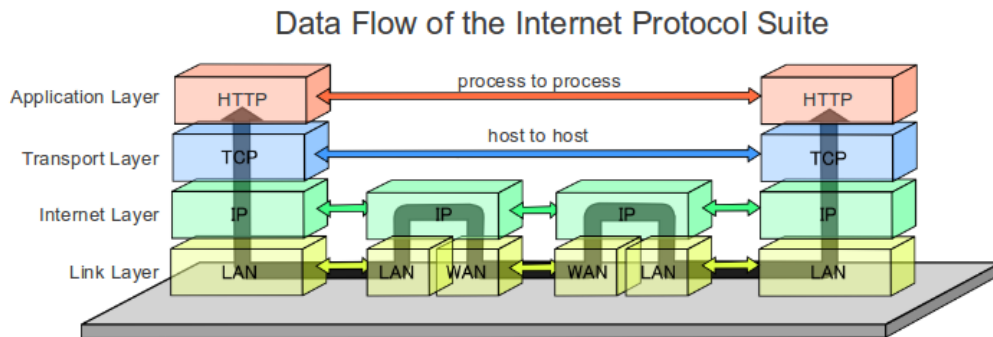 Data Flow of the Internet Protocol Suite
Application Layer HTTP process to process HTTP
Transport Layer TCP host to host TCP
Internet Layer IP IP IP IP
Link Layer LAN LAN WAN WAN LAN LAN